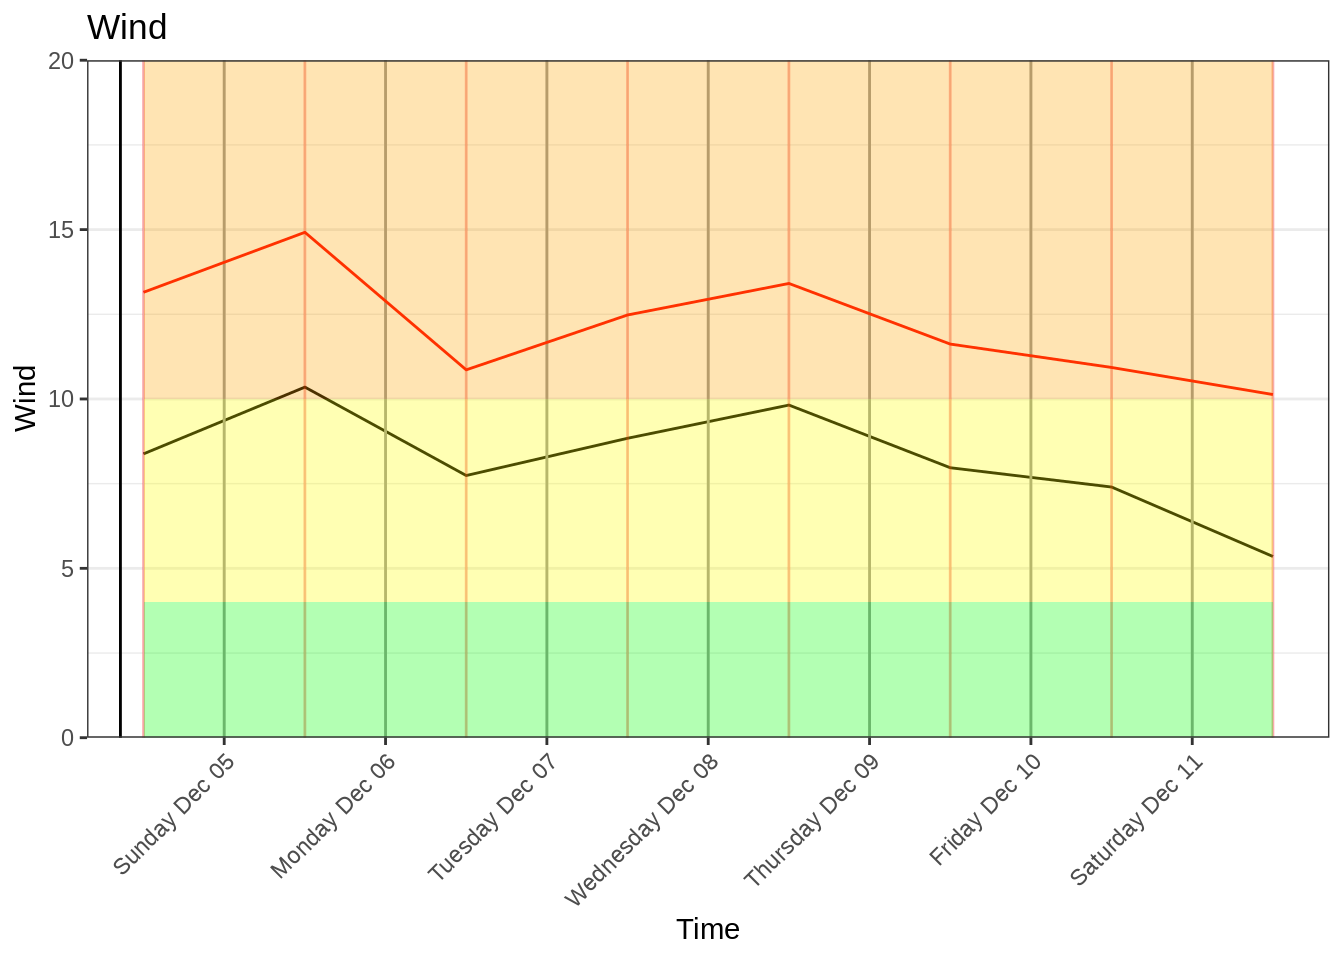 Wind
20
15
10
5
0
Wind
Sunday Dec 05
Monday Dec 06
Tuesday Dec 07
Wednesday Dec 08
Thursday Dec 09
Friday Dec 10
Saturday Dec 11
Time